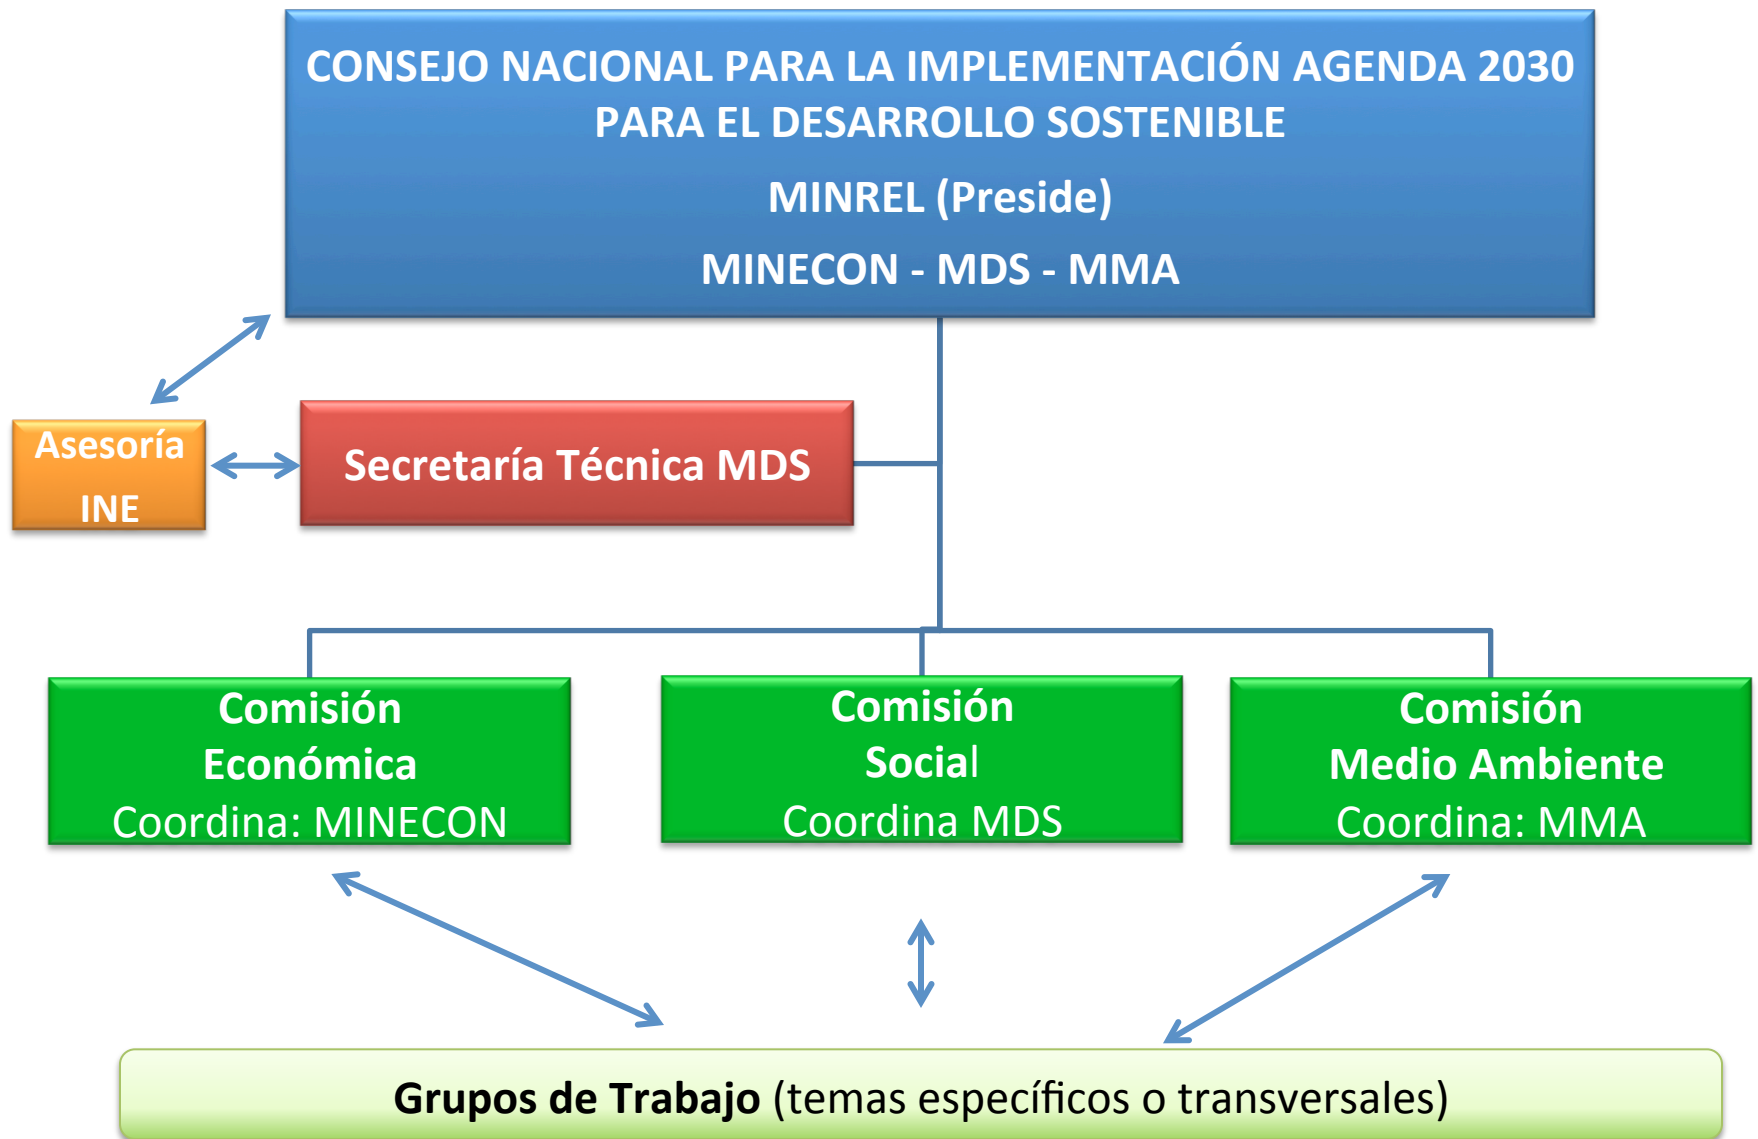 CONSEJO NACIONAL PARA LA IMPLEMENTACIÓN AGENDA 2030
PARA EL DESARROLLO SOSTENIBLE
MINREL (Preside)
MINECON - MDS - MMA
Asesoría
INE
Secretaría Técnica MDS
Comisión
Económica
Coordina: MINECON
Comisión
Social
Coordina MDS
Comisión
Medio Ambiente
Coordina: MMA
Grupos de Trabajo (temas específicos o transversales)